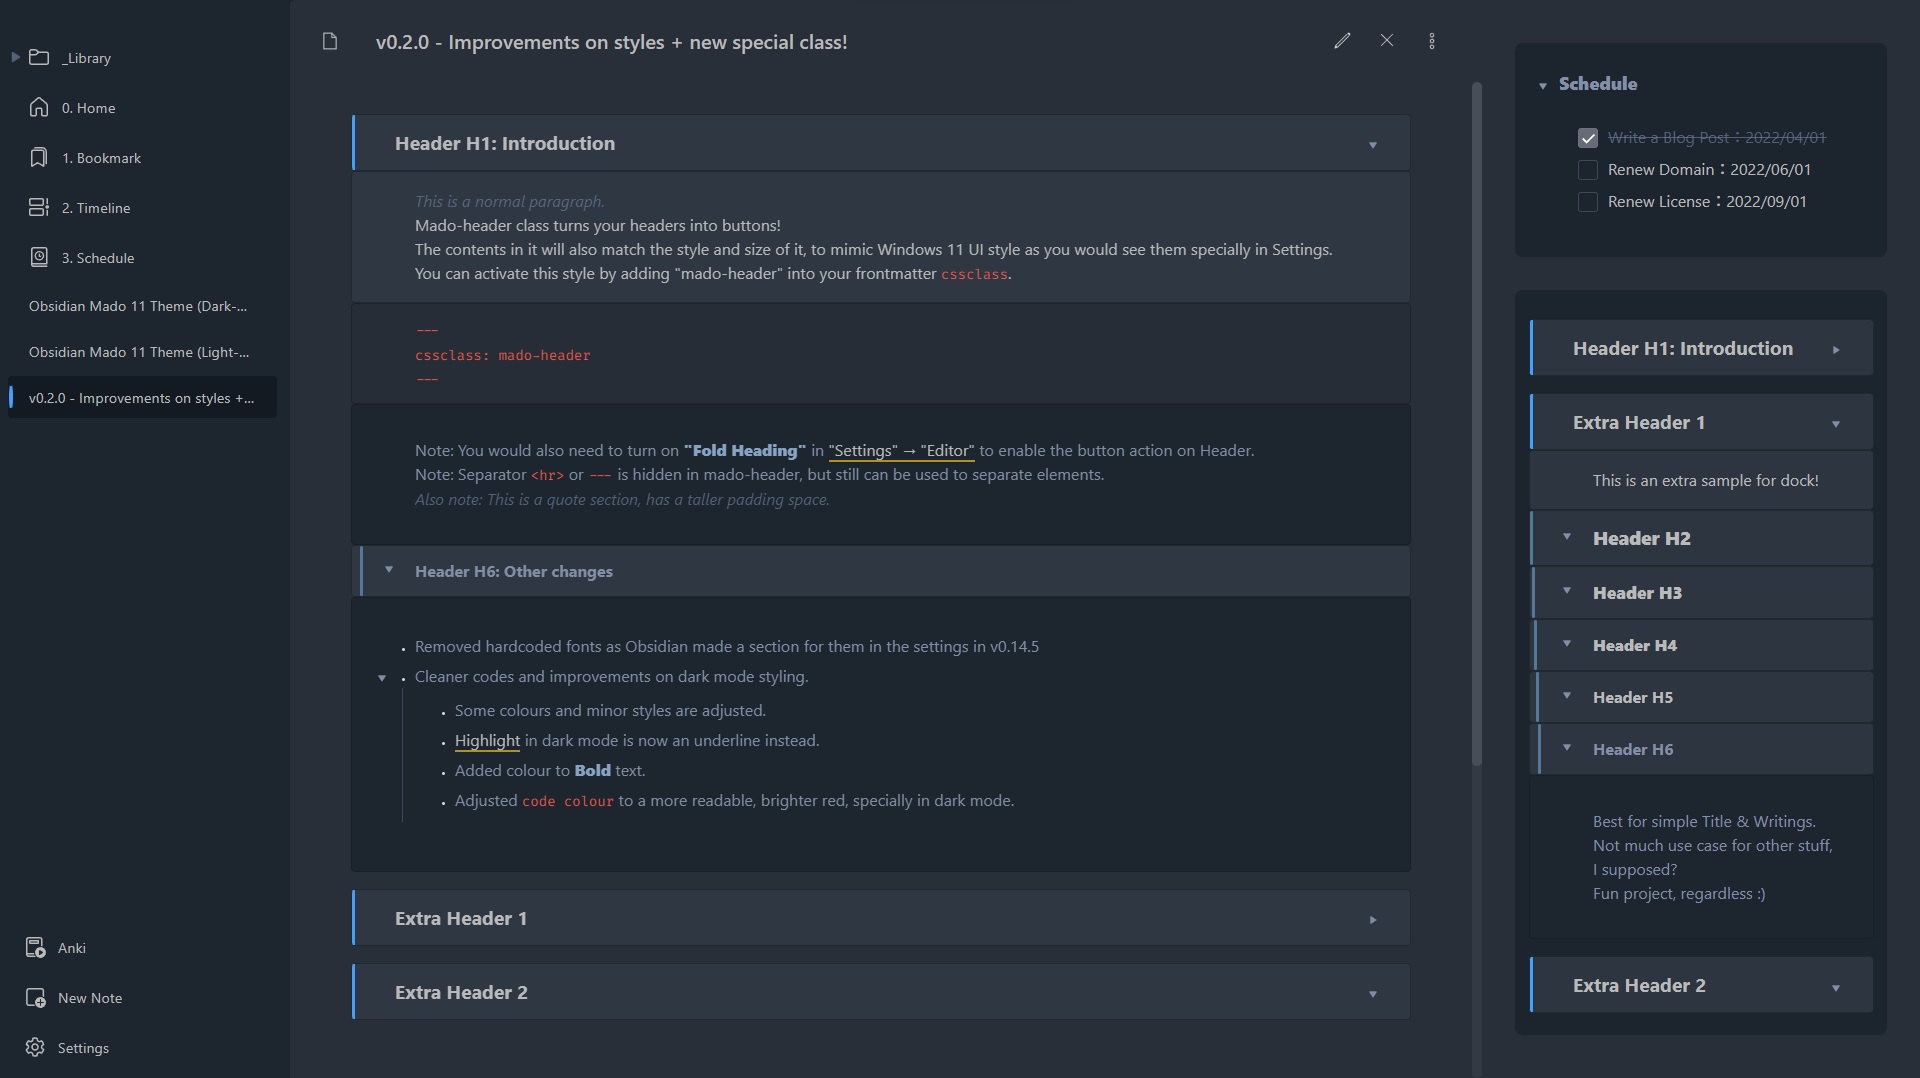 _Library
0. Home
1. Bookmark
2. Timeline
3. Schedule
Obsidian Mado 11 Theme (Dark-...
Obsidian Mado 11 Theme (Light-...
v0.2.0 - Improvements on styles +...
Anki
New Note
Settings
v0.2.0 - Improvements on styles + new special class!
Header H1: Introduction
This is a normal paragraph.
Mado-header class turns your headers into buttons!
The contents in it will also match the style and size of it, to mimic Windows 11 UI style as you would see them specially in Settings.
You can activate this style by adding "mado-header" into your frontmatter cssclass.
---
cssclass: mado-header
---
Note: You would also need to turn on "Fold Heading" in "Settings" → "Editor" to enable the button action on Header.
Note: Separator <hr> or --- is hidden in mado-header, but still can be used to separate elements.
Also note: This is a quote section, has a taller padding space.
Header H6: Other changes
• Removed hardcoded fonts as Obsidian made a section for them in the settings in v0.14.5
• Cleaner codes and improvements on dark mode styling.
• Some colours and minor styles are adjusted.
• Highlight in dark mode is now an underline instead.
• Added colour to Bold text.
• Adjusted code colour to a more readable, brighter red, specially in dark mode.
Extra Header 1
Extra Header 2
Schedule
Write a Blog Post：2022/04/01
Renew Domain：2022/06/01
Renew License：2022/09/01
Header H1: Introduction
Extra Header 1
This is an extra sample for dock!
Header H2
Header H3
Header H4
Header H5
Header H6
Best for simple Title & Writings.
Not much use case for other stuff,
I supposed?
Fun project, regardless :)
Extra Header 2